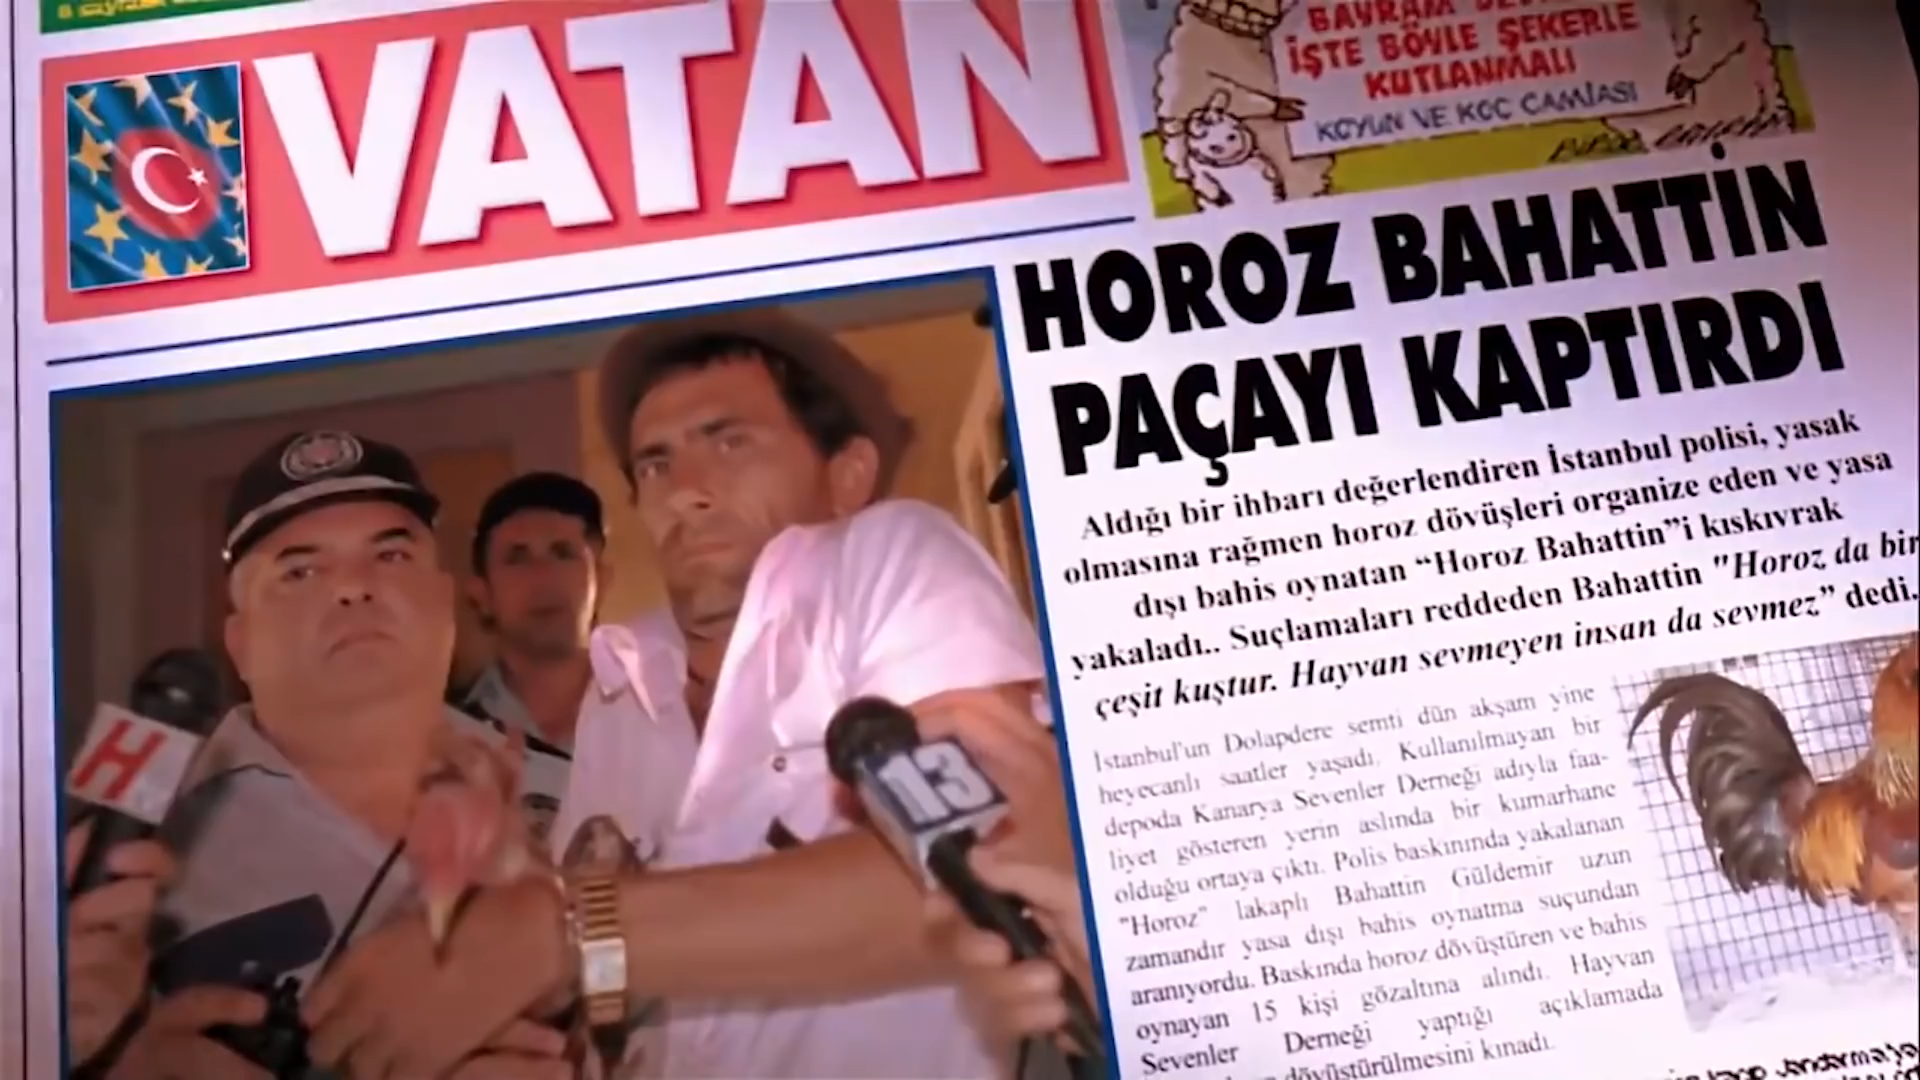 VATAN
İŞTE BÖYLE ŞEKERLE
KUTLANMALI
KOYUN VE KOÇ CAMİASI
HOROZ BAHATTİN
PAÇAYI KAPTIRDI
Aldığı bir ihbarı değerlendiren İstanbul polisi, yasak
olmasına rağmen horoz dövüşleri organize eden ve yasa
dışı bahis oynatan “Horoz Bahattin”i kıskıvrak
yakaladı.. Suçlamaları reddeden Bahattin "Horoz da bir
çeşit kuştur. Hayvan sevmeyen insan da sevmez” dedi.
İstanbul'un Dolapdere semti dün akşam yine
heyecanlı saatler yaşadı. Kullanılmayan bir
depoda Kanarya Sevenler Derneği adıyla faa-
liyet gösteren yerin aslında bir kumarhane
olduğu ortaya çıktı. Polis baskınında yakalanan
"Horoz" lakaplı Bahattin Güldemir uzun
zamandır yasa dışı bahis oynatma suçundan
aranıyordu. Baskında horoz dövüştüren ve bahis
oynayan 15 kişi gözaltına alındı. Hayvan
Sevenler Derneği yaptığı açıklamada
dövüştürülmesini kınadı.
H
13